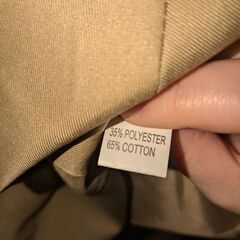 35% POLYESTER
65% COTTON